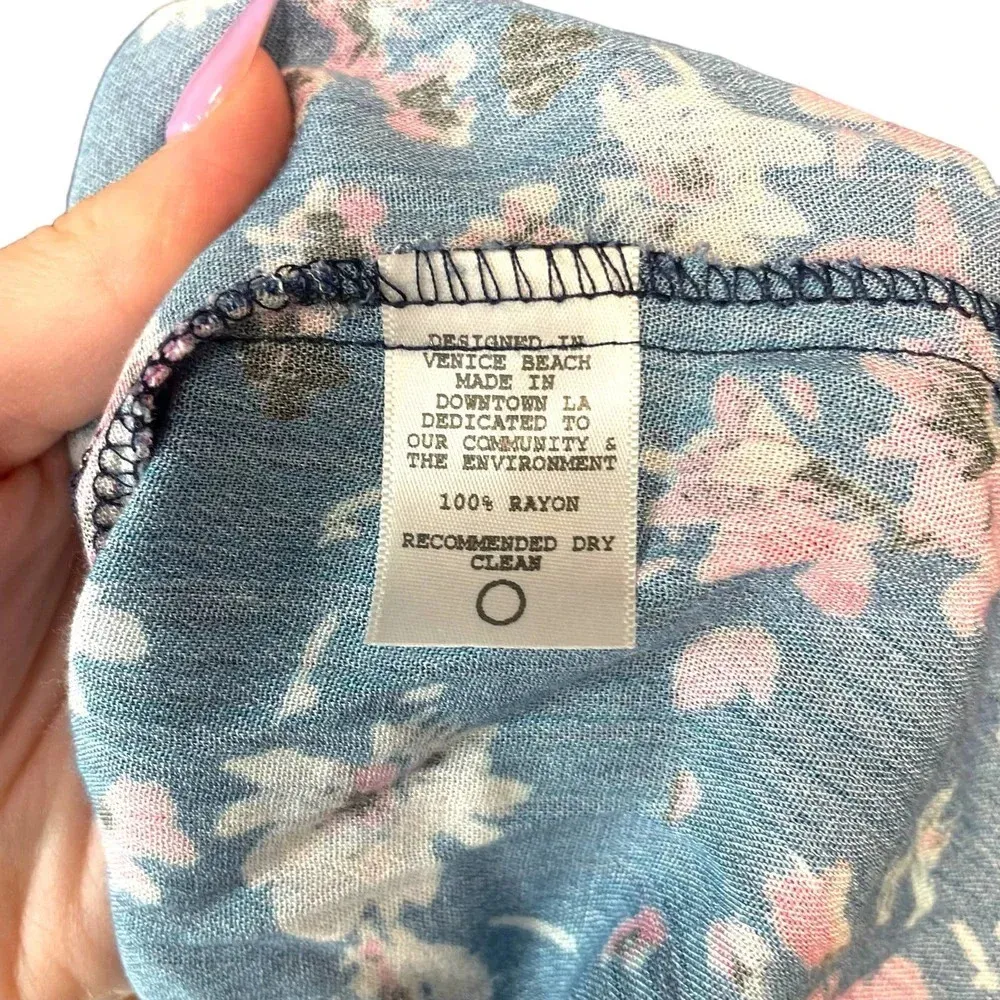 DESIGNED IN
VENICE BEACH
MADE IN
DOWNTOWN LA
DEDICATED TO
OUR COMMUNITY &
THE ENVIRONMENT
100% RAYON
RECOMMENDED DRY
CLEAN